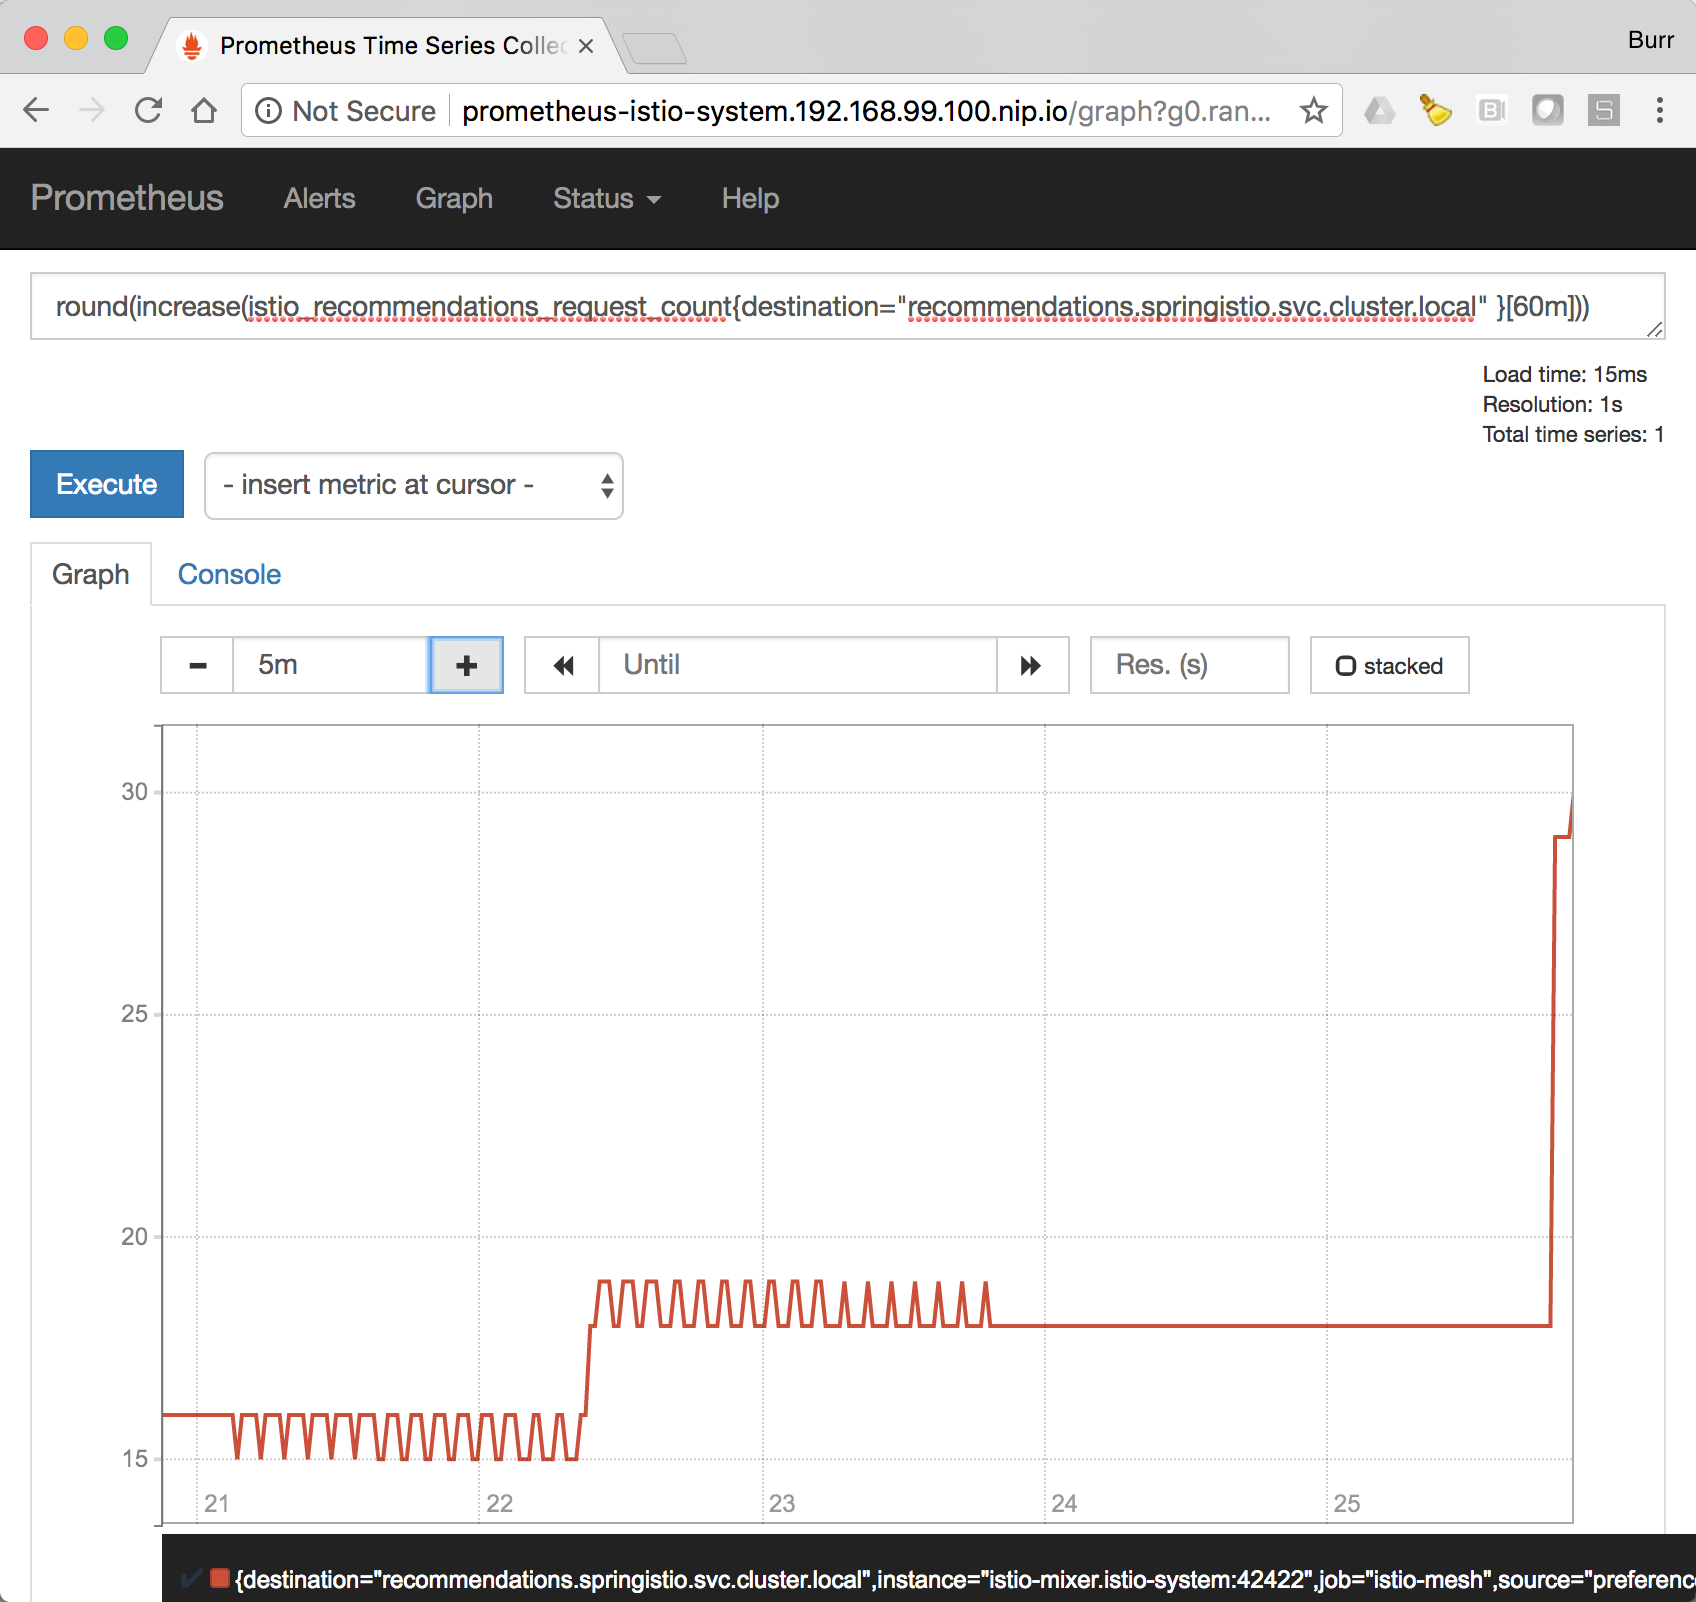 Prometheus Time Series Collec
Burr
Not Secure prometheus-istio-system.192.168.99.100.nip.io/graph?g0.ran...
Prometheus Alerts Graph Status Help
round(increase(istio_recommendations_request_count{destination="recommendations.springistio.svc.cluster.local" }[60m]))
Load time: 15ms
Resolution: 1s
Total time series: 1
Execute - insert metric at cursor -
Graph Console
5m Until Res. (s) stacked
30
25
20
15
21 22 23 24 25
{destination="recommendations.springistio.svc.cluster.local",instance="istio-mixer.istio-system:42422",job="istio-mesh",source="preferenc